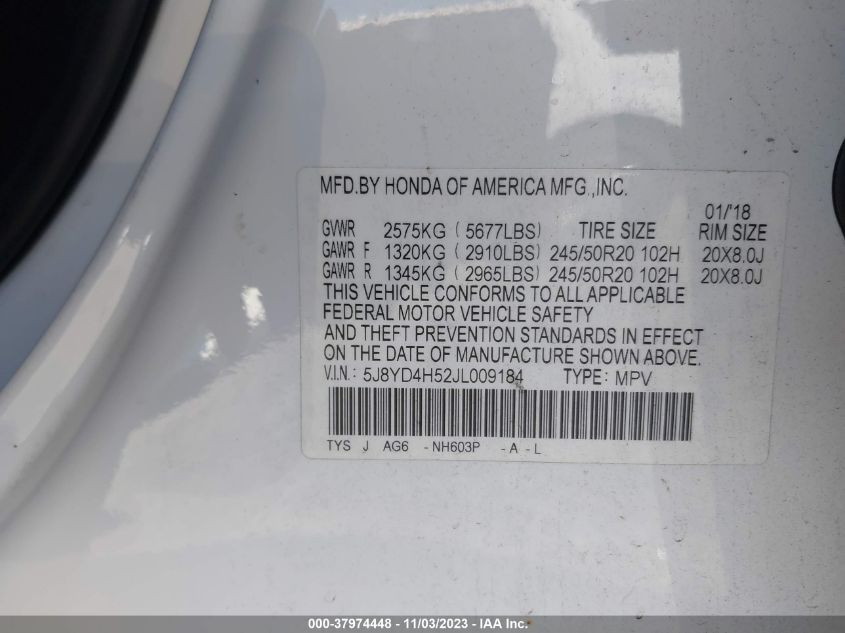 MFD.BY HONDA OF AMERICA MFG.,INC.
01/'18
GVWR 2575KG ( 5677LBS) TIRE SIZE RIM SIZE
GAWR F 1320KG ( 2910LBS) 245/50R20 102H 20X8.0J
GAWR R 1345KG ( 2965LBS) 245/50R20 102H 20X8.0J
THIS VEHICLE CONFORMS TO ALL APPLICABLE
FEDERAL MOTOR VEHICLE SAFETY
AND THEFT PREVENTION STANDARDS IN EFFECT
ON THE DATE OF MANUFACTURE SHOWN ABOVE.
V.I.N.: 5J8YD4H52JL009184 TYPE: MPV
TYS J AG6 - NH603P - A - L
000-37974448 - 11/03/2023 - IAA Inc.